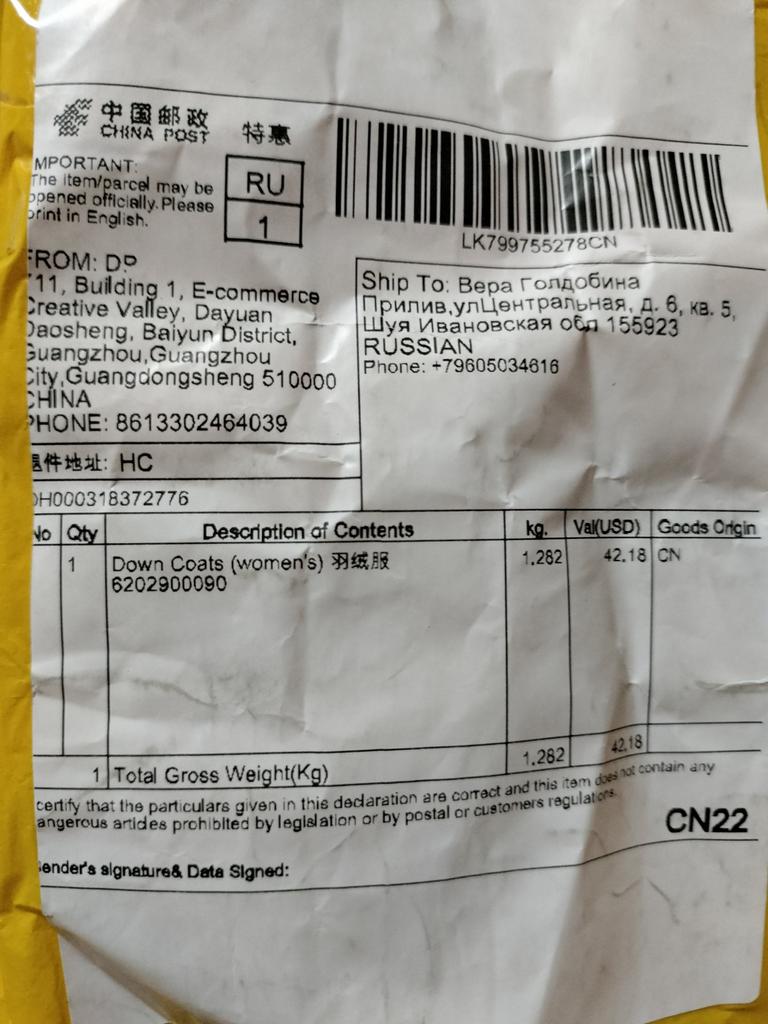 中国邮政
CHINA POST
特惠
MPORTANT:
The item/parcel may be
opened officially. Please
print in English.
RU
1
LK799755278CN
FROM: DP
11, Building 1, E-commerce
Creative Valley, Dayuan
Daosheng, Baiyun District,
Guangzhou,Guangzhou
City,Guangdongsheng 510000
CHINA
PHONE: 8613302464039
Ship To: Вера Голдобина
Прилив,улЦентральная, д. 6, кв. 5,
Шуя Ивановская обл 155923
RUSSIAN
Phone: +79605034616
退件地址: HC
DH000318372776
No Qty Description of Contents kg. Val(USD) Goods Origin
1 Down Coats (women's) 羽绒服 1.282 42.18 CN
6202900090
1 Total Gross Weight(Kg) 1.282 42.18
certify that the particulars given in this declaration are correct and this item does not contain any
angerous articles prohibited by legislation or by postal or customers regulations.
CN22
ender's signature& Data Signed: